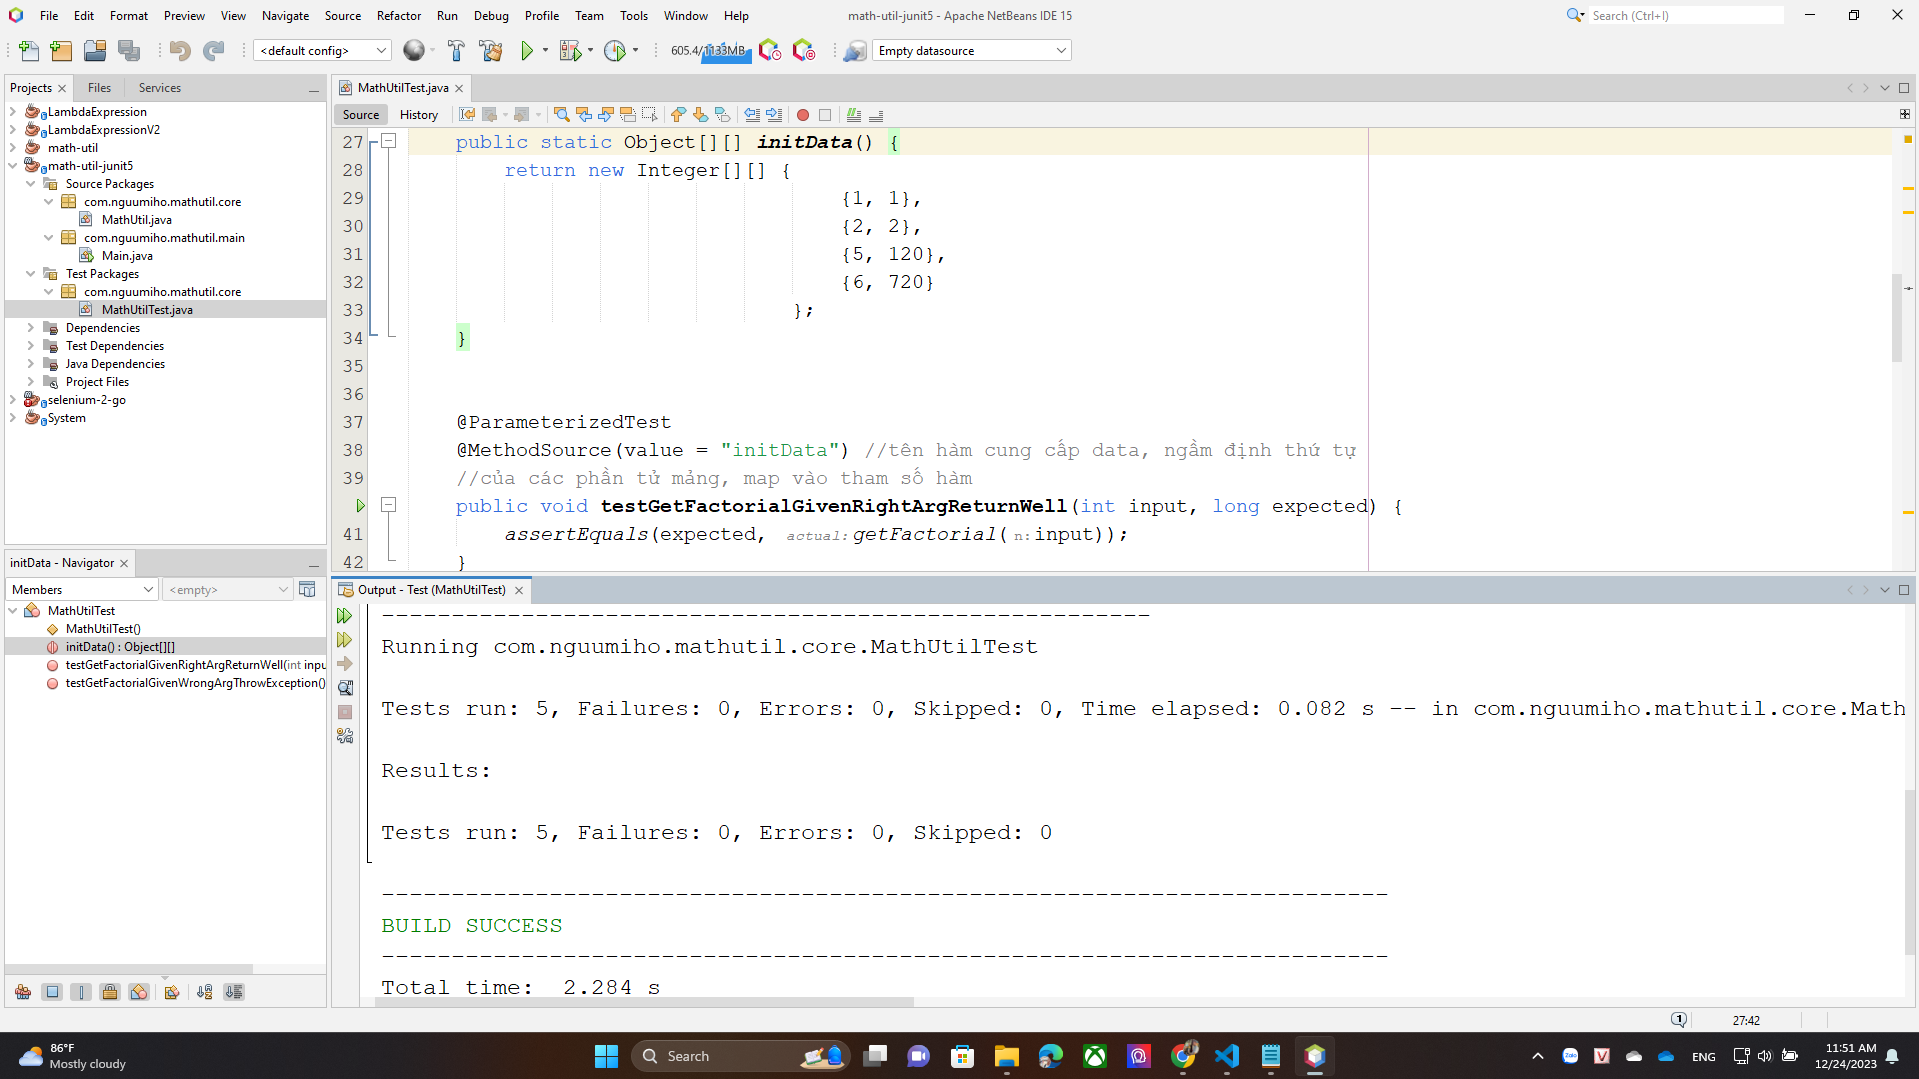 File Edit Format Preview View Navigate Source Refactor Run Debug Profile Team Tools Window Help
math-util-junit5 - Apache NetBeans IDE 15
Search (Ctrl+I)
<default config>
605.4/1133MB
Empty datasource
Projects Files Services
LambdaExpression
LambdaExpressionV2
math-util
math-util-junit5
Source Packages
com.nguumiho.mathutil.core
MathUtil.java
com.nguumiho.mathutil.main
Main.java
Test Packages
com.nguumiho.mathutil.core
MathUtilTest.java
Dependencies
Test Dependencies
Java Dependencies
Project Files
selenium-2-go
System
initData - Navigator
Members
<empty>
MathUtilTest
MathUtilTest()
initData() : Object[][]
testGetFactorialGivenRightArgReturnWell(int inpu
testGetFactorialGivenWrongArgThrowException()
MathUtilTest.java
Source History
27 public static Object[][] initData() {
28 return new Integer[][] {
29 {1, 1},
30 {2, 2},
31 {5, 120},
32 {6, 720}
33 };
34 }
35
36
37 @ParameterizedTest
38 @MethodSource(value = "initData") //tên hàm cung cấp data, ngầm định thứ tự
39 //của các phần tử mảng, map vào tham số hàm
public void testGetFactorialGivenRightArgReturnWell(int input, long expected) {
41 assertEquals(expected, actual: getFactorial( n: input));
42 }
Output - Test (MathUtilTest)
-------------------------------------------------------
Running com.nguumiho.mathutil.core.MathUtilTest
Tests run: 5, Failures: 0, Errors: 0, Skipped: 0, Time elapsed: 0.082 s -- in com.nguumiho.mathutil.core.Math
Results:
Tests run: 5, Failures: 0, Errors: 0, Skipped: 0
------------------------------------------------------------------------
BUILD SUCCESS
------------------------------------------------------------------------
Total time:  2.284 s
1
27:42
86°F
Mostly cloudy
Search
Zalo
V
ENG
11:51 AM
12/24/2023